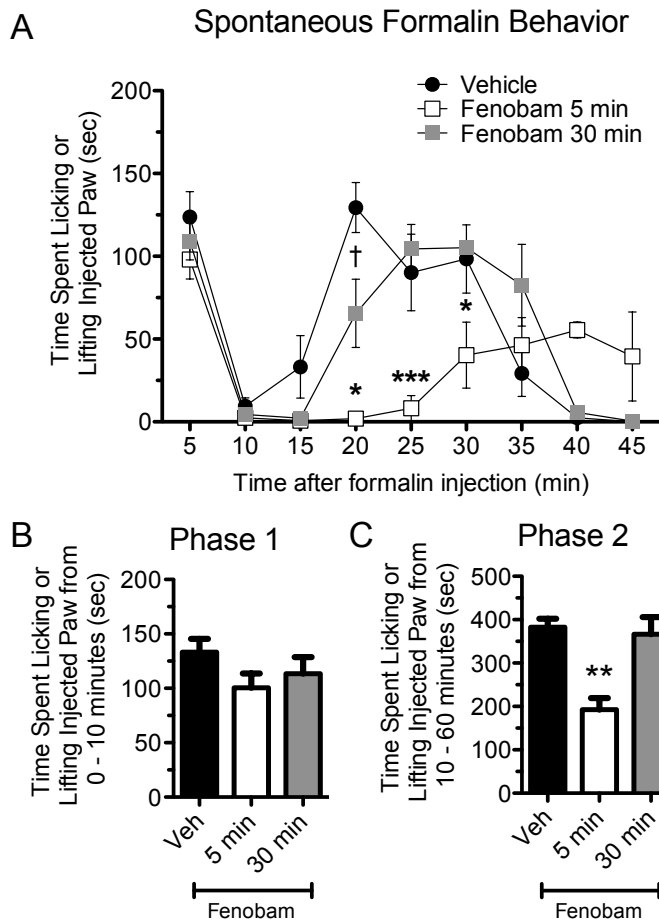 A
Spontaneous Formalin Behavior
Time Spent Licking or
Lifting Injected Paw (sec)
200
150
100
50
0
Vehicle
Fenobam 5 min
Fenobam 30 min
†
*
***
*
5 10 15 20 25 30 35 40 45
Time after formalin injection (min)
B
Phase 1
Time Spent Licking or
Lifting Injected Paw from
0 - 10 minutes (sec)
200
150
100
50
0
Veh
5 min
30 min
Fenobam
C
Phase 2
Time Spent Licking or
Lifting Injected Paw from
10 - 60 minutes (sec)
500
400
300
200
100
0
**
Veh
5 min
30 min
Fenobam